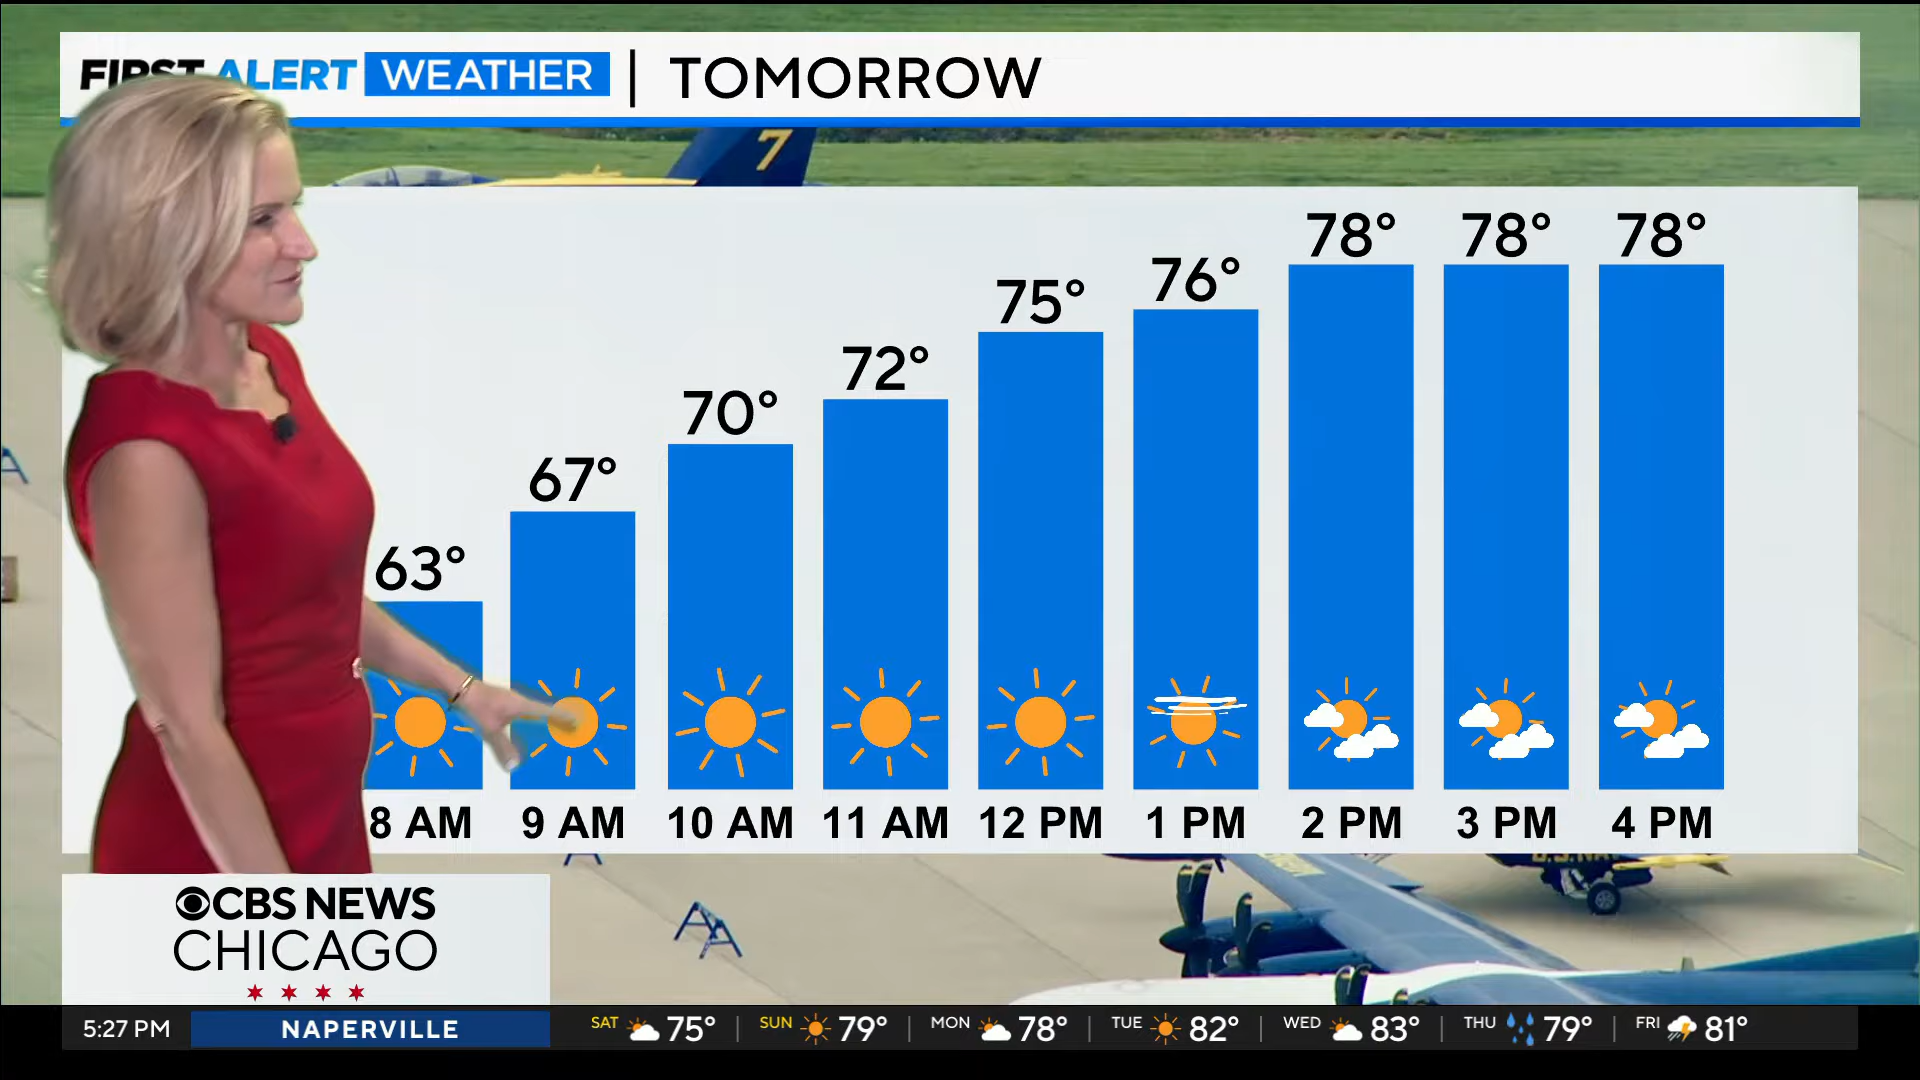 FIRST ALERT WEATHER | TOMORROW
7
63° 67° 70° 72° 75° 76° 78° 78° 78°
8 AM 9 AM 10 AM 11 AM 12 PM 1 PM 2 PM 3 PM 4 PM
CBS NEWS
CHICAGO
5:27 PM NAPERVILLE SAT 75° | SUN 79° | MON 78° | TUE 82° | WED 83° | THU 79° | FRI 81°